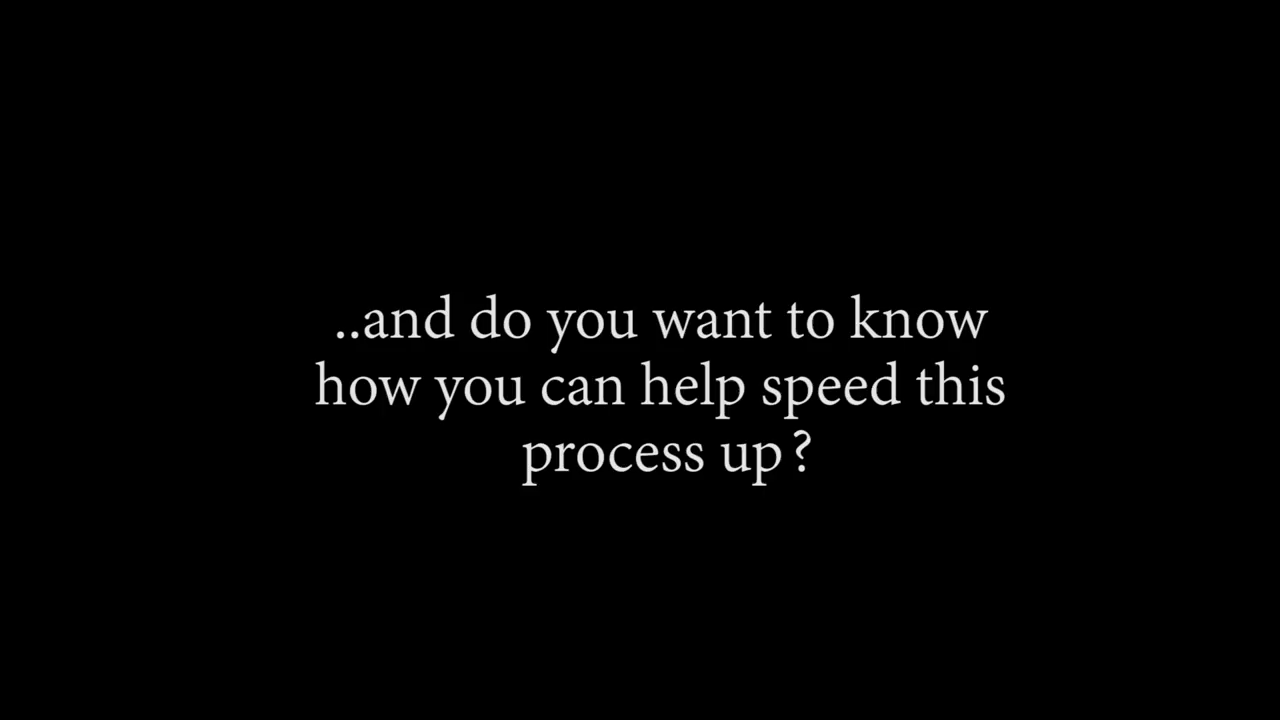 ..and do you want to know
how you can help speed this
process up?